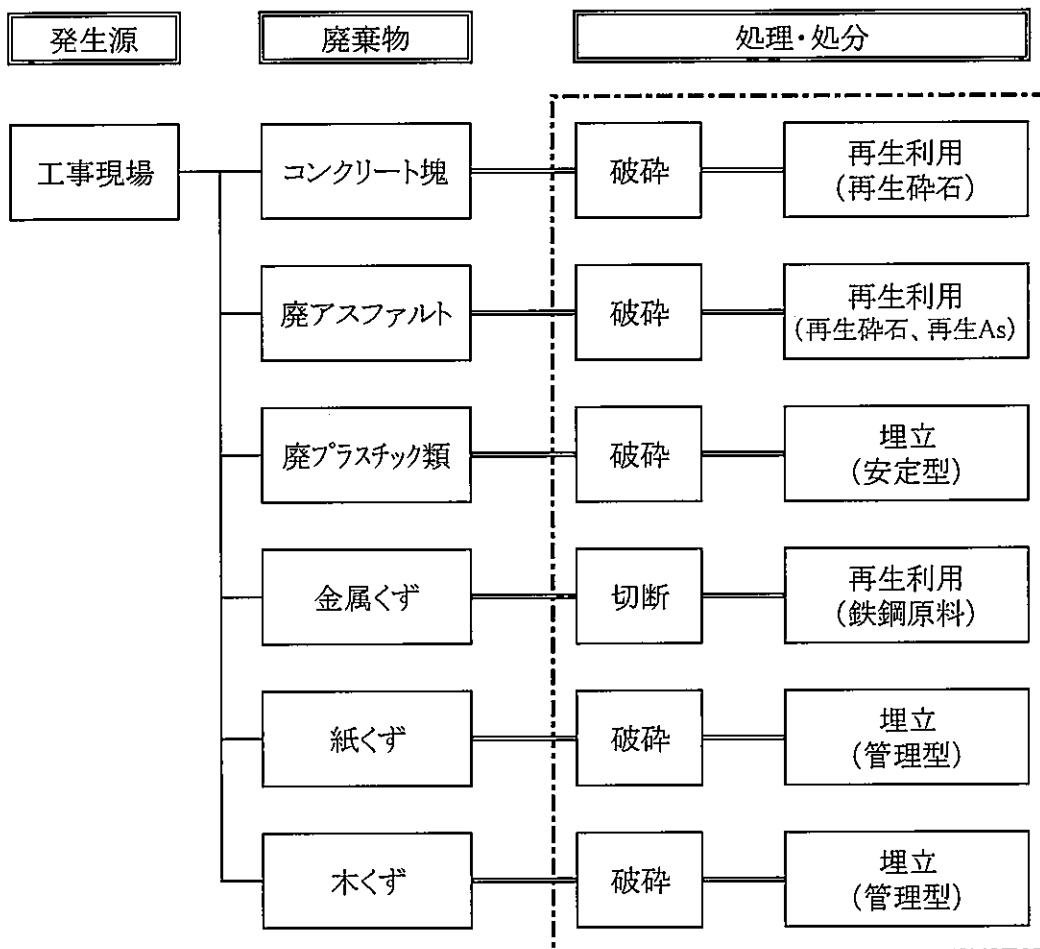 発生源
廃棄物
処理・処分
工事現場
コンクリート塊
破砕
再生利用
(再生砕石)
廃アスファルト
破砕
再生利用
(再生砕石、再生As)
廃プラスチック類
破砕
埋立
(安定型)
金属くず
切断
再生利用
(鉄鋼原料)
紙くず
破砕
埋立
(管理型)
木くず
破砕
埋立
(管理型)